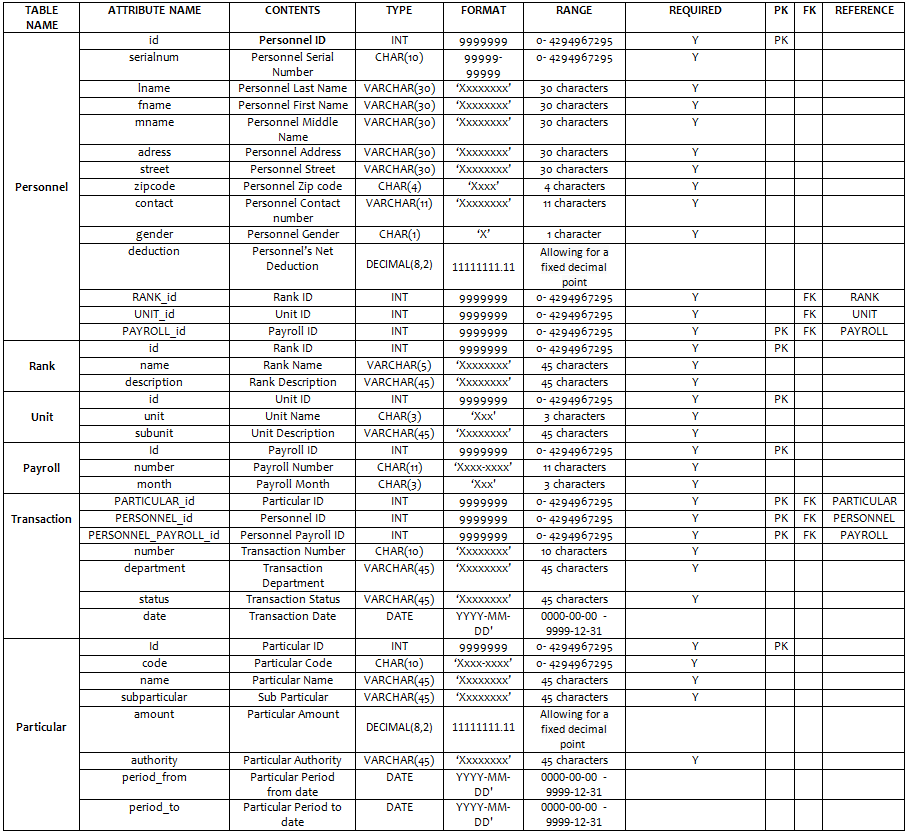 TABLE NAME ATTRIBUTE NAME CONTENTS TYPE FORMAT RANGE REQUIRED PK FK REFERENCE
Personnel
id Personnel ID INT 9999999 0- 4294967295 Y PK
serialnum Personnel Serial Number CHAR(10) 99999-99999 0- 4294967295 Y
lname Personnel Last Name VARCHAR(30) ‘Xxxxxxxx’ 30 characters Y
fname Personnel First Name VARCHAR(30) ‘Xxxxxxxx’ 30 characters Y
mname Personnel Middle Name VARCHAR(30) ‘Xxxxxxxx’ 30 characters Y
adress Personnel Address VARCHAR(30) ‘Xxxxxxxx’ 30 characters Y
street Personnel Street VARCHAR(30) ‘Xxxxxxxx’ 30 characters Y
zipcode Personnel Zip code CHAR(4) ‘Xxxx’ 4 characters Y
contact Personnel Contact number VARCHAR(11) ‘Xxxxxxxx’ 11 characters Y
gender Personnel Gender CHAR(1) ‘X’ 1 character Y
deduction Personnel’s Net Deduction DECIMAL(8,2) 11111111.11 Allowing for a fixed decimal point
RANK_id Rank ID INT 9999999 0- 4294967295 Y FK RANK
UNIT_id Unit ID INT 9999999 0- 4294967295 Y FK UNIT
PAYROLL_id Payroll ID INT 9999999 0- 4294967295 Y PK FK PAYROLL
Rank
id Rank ID INT 9999999 0- 4294967295 Y PK
name Rank Name VARCHAR(5) ‘Xxxxxxxx’ 45 characters Y
description Rank Description VARCHAR(45) ‘Xxxxxxxx’ 45 characters Y
Unit
id Unit ID INT 9999999 0- 4294967295 Y PK
unit Unit Name CHAR(3) ‘Xxx’ 3 characters Y
subunit Unit Description VARCHAR(45) ‘Xxxxxxxx’ 45 characters Y
Payroll
Id Payroll ID INT 9999999 0- 4294967295 Y PK
number Payroll Number CHAR(11) ‘Xxxx-xxxx’ 11 characters Y
month Payroll Month CHAR(3) ‘Xxx’ 3 characters Y
Transaction
PARTICULAR_id Particular ID INT 9999999 0- 4294967295 Y PK FK PARTICULAR
PERSONNEL_id Personnel ID INT 9999999 0- 4294967295 Y PK FK PERSONNEL
PERSONNEL_PAYROLL_id Personnel Payroll ID INT 9999999 0- 4294967295 Y PK FK PAYROLL
number Transaction Number CHAR(10) ‘Xxxxxxxx’ 10 characters Y
department Transaction Department VARCHAR(45) ‘Xxxxxxxx’ 45 characters Y
status Transaction Status VARCHAR(45) ‘Xxxxxxxx’ 45 characters Y
date Transaction Date DATE YYYY-MM-DD' 0000-00-00 - 9999-12-31
Particular
Id Particular ID INT 9999999 0- 4294967295 Y PK
code Particular Code CHAR(10) ‘Xxxx-xxxx’ 0- 4294967295 Y
name Particular Name VARCHAR(45) ‘Xxxxxxxx’ 45 characters Y
subparticular Sub Particular VARCHAR(45) ‘Xxxxxxxx’ 45 characters Y
amount Particular Amount DECIMAL(8,2) 11111111.11 Allowing for a fixed decimal point
authority Particular Authority VARCHAR(45) ‘Xxxxxxxx’ 45 characters Y
period_from Particular Period from date DATE YYYY-MM-DD' 0000-00-00 - 9999-12-31
period_to Particular Period to date DATE YYYY-MM-DD' 0000-00-00 - 9999-12-31